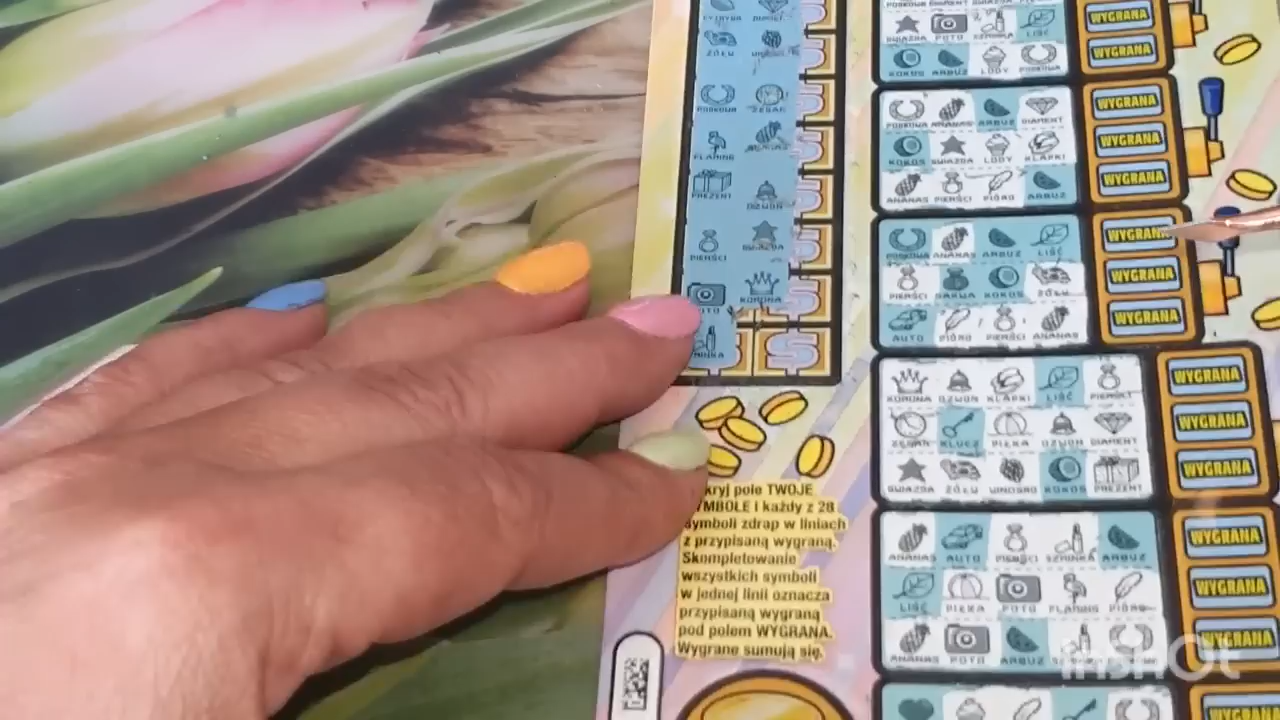 ŻÓŁW
PODKOWA ZEGAR
FLAMING ANANAS
PREZENT DZWON
PIERŚCI GWIAZDA
KORONA
GWIAZDA FOTO SZMINKA LIŚĆ
KOKOS ARBUZ LODY PODKOWA
WYGRANA
WYGRANA
PODKOWA ANANAS ARBUZ DIAMENT
KOKOS GWIAZDA LODY KLAPKI
ANANAS PIERŚCI PIÓRO ARBUZ
WYGRANA
WYGRANA
WYGRANA
PODKOWA ANANAS ARBUZ LIŚĆ
PIERŚCI SAKWA KOKOS ŻÓŁW
AUTO PIÓRO PIERŚCI ANANAS
WYGRANA
WYGRANA
WYGRANA
KORONA DZWON KLAPKI LIŚĆ PIERŚCI
ZEGAR KLUCZ PIŁKA DZWON DIAMENT
GWIAZDA ŻÓŁW WINOGRO KOKOS PREZENT
WYGRANA
WYGRANA
WYGRANA
ANANAS AUTO PIERŚCI SZMINKA ARBUZ
LIŚĆ PIŁKA FOTO FLAMING PIÓRO
ANANAS FOTO ARBUZ
WYGRANA
WYGRANA
WYGRANA
WYGRANA
kryj pole TWOJE
YMBOLE i każdy z 28
symboli zdrap w liniach
z przypisaną wygraną.
Skompletowanie
wszystkich symboli
w jednej linii oznacza
przypisaną wygraną
pod polem WYGRANA.
Wygrane sumują się.
InShOt